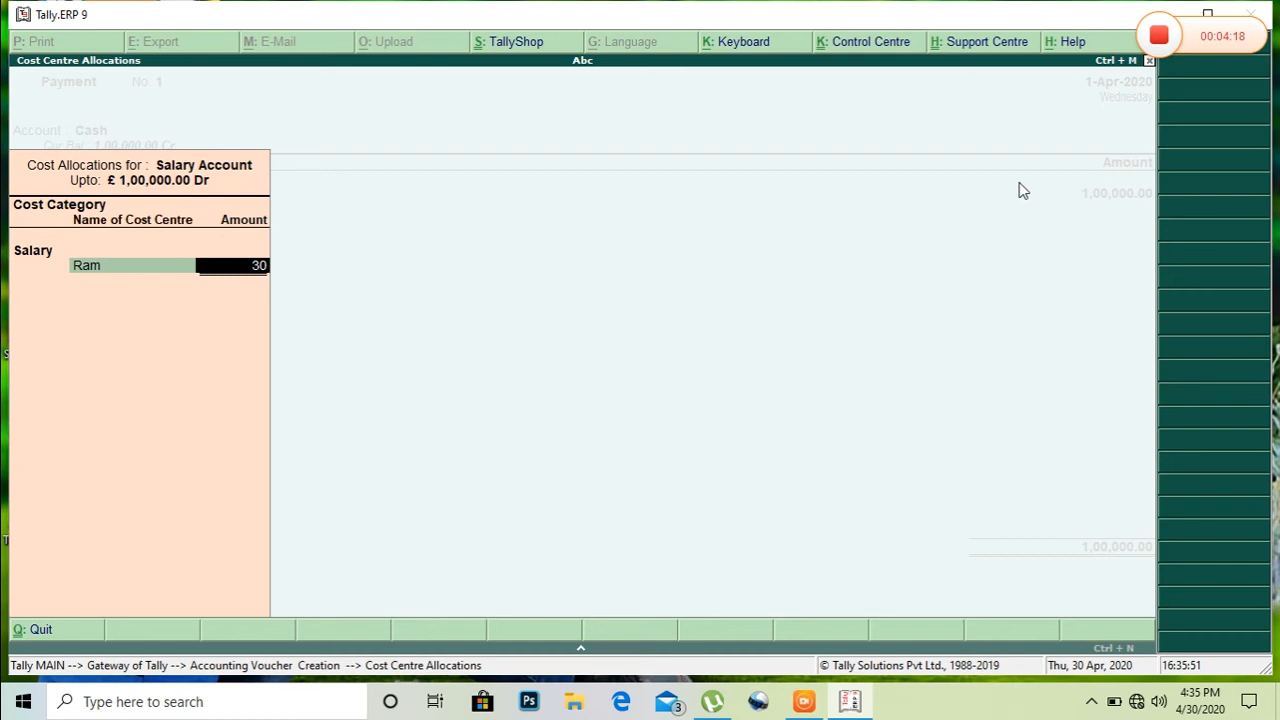 Tally.ERP 9
P: Print E: Export M: E-Mail O: Upload S: TallyShop G: Language K: Keyboard K: Control Centre H: Support Centre H: Help
00:04:18
Cost Centre Allocations Abc Ctrl + M
Payment No 1 1-Apr-2020
Wednesday
Account : Cash
Cur Bal 1,00,000.00 Cr
Cost Allocations for : Salary Account
Amount
Upto: £ 1,00,000.00 Dr
1,00,000.00
Cost Category
Name of Cost Centre Amount
Salary
Ram 30
1,00,000.00
Q: Quit
Ctrl + N
Tally MAIN --> Gateway of Tally --> Accounting Voucher Creation --> Cost Centre Allocations © Tally Solutions Pvt Ltd., 1988-2019 Thu, 30 Apr, 2020 16:35:51
Type here to search
Ps
3
4:35 PM
4/30/2020